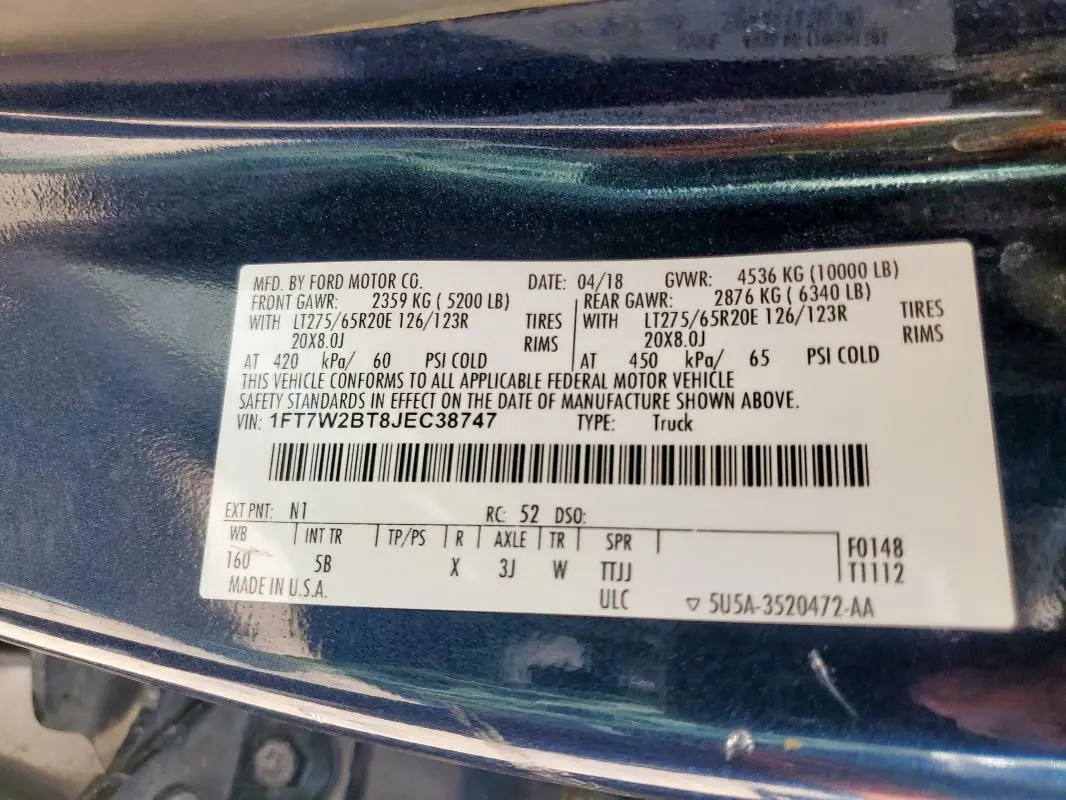 MFD. BY FORD MOTOR CO. DATE: 04/18 GVWR: 4536 KG (10000 LB)
FRONT GAWR: 2359 KG ( 5200 LB) REAR GAWR: 2876 KG ( 6340 LB)
WITH LT275/65R20E 126/123R TIRES WITH LT275/65R20E 126/123R TIRES
20X8.0J RIMS 20X8.0J RIMS
AT 420 kPa/ 60 PSI COLD AT 450 kPa/ 65 PSI COLD
THIS VEHICLE CONFORMS TO ALL APPLICABLE FEDERAL MOTOR VEHICLE
SAFETY STANDARDS IN EFFECT ON THE DATE OF MANUFACTURE SHOWN ABOVE.
VIN: 1FT7W2BT8JEC38747 TYPE: Truck
EXT PNT: N1 RC: 52 DSO:
WB INT TR TP/PS R AXLE TR SPR F0148
160 5B X 3J W TTJJ T1112
MADE IN U.S.A. ULC ▽ 5U5A-3520472-AA